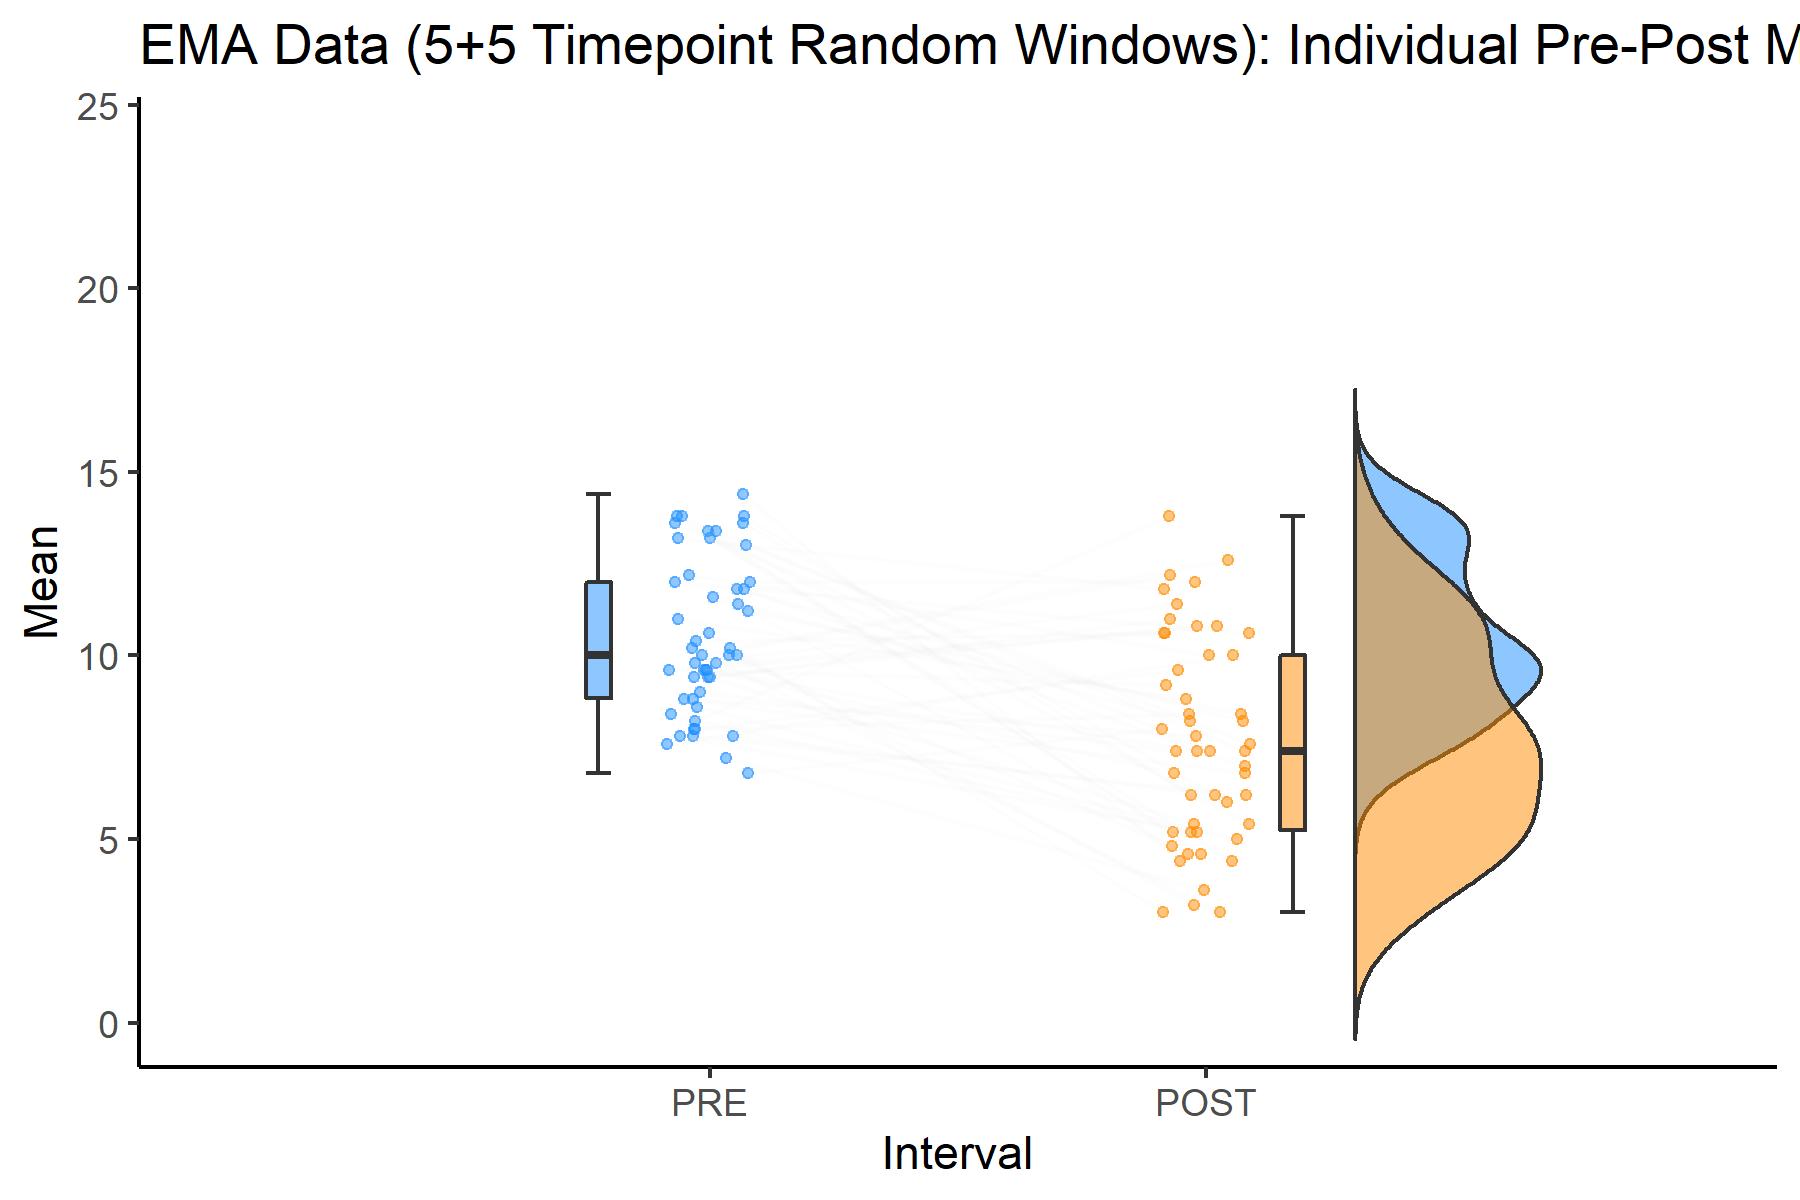 EMA Data (5+5 Timepoint Random Windows): Individual Pre-Post M
25
20
15
10
5
0
Mean
PRE
POST
Interval